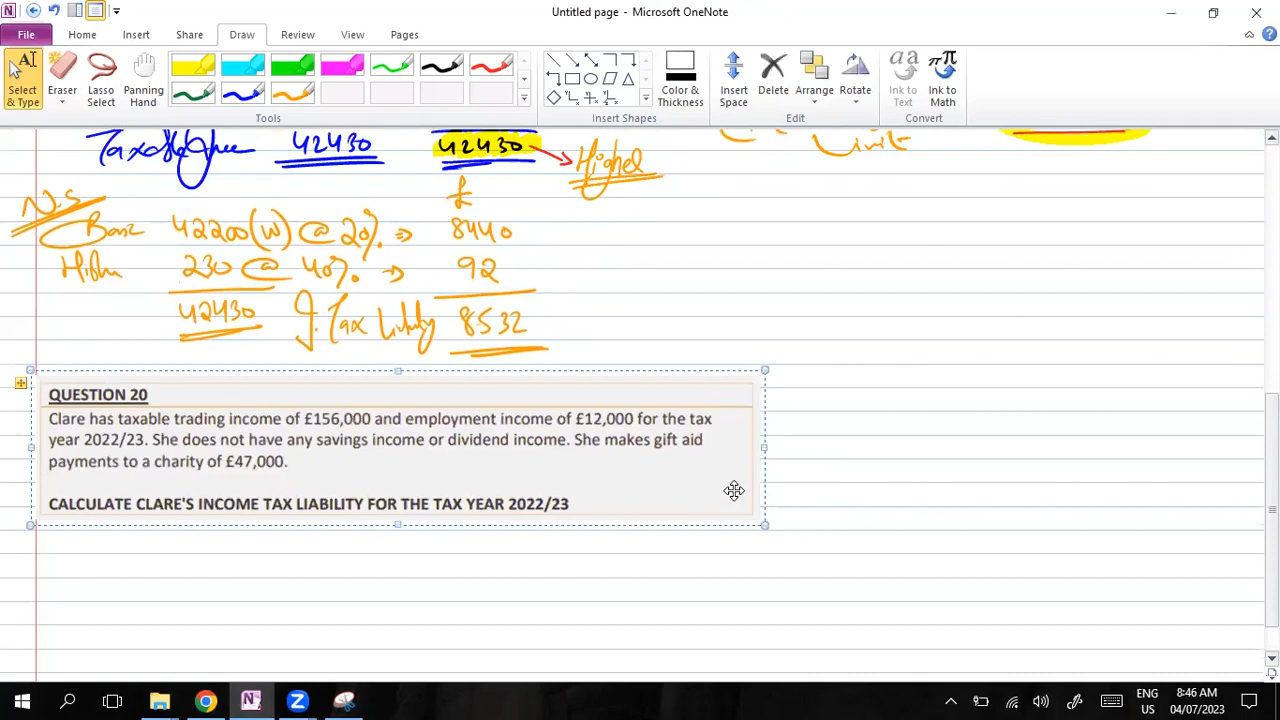 Untitled page - Microsoft OneNote
File Home Insert Draw Review View Pages
Select & Type
Eraser
Lasso Select
Panning Hand
Color & Thickness
Insert Space
Delete
Arrange
Rotate
Ink to Text
Ink to Math
Tools
Insert Shapes
Edit
Convert
42430 42430 Higher
Limit
£
N.S
Basic 42200(W) @ 20% ⇒ 8440
230 @ 40% → 92
42430 Tax Liability 8532
QUESTION 20
Clare has taxable trading income of £156,000 and employment income of £12,000 for the tax
year 2022/23. She does not have any savings income or dividend income. She makes gift aid
payments to a charity of £47,000.
CALCULATE CLARE'S INCOME TAX LIABILITY FOR THE TAX YEAR 2022/23
ENG
US
8:46 AM
04/07/2023